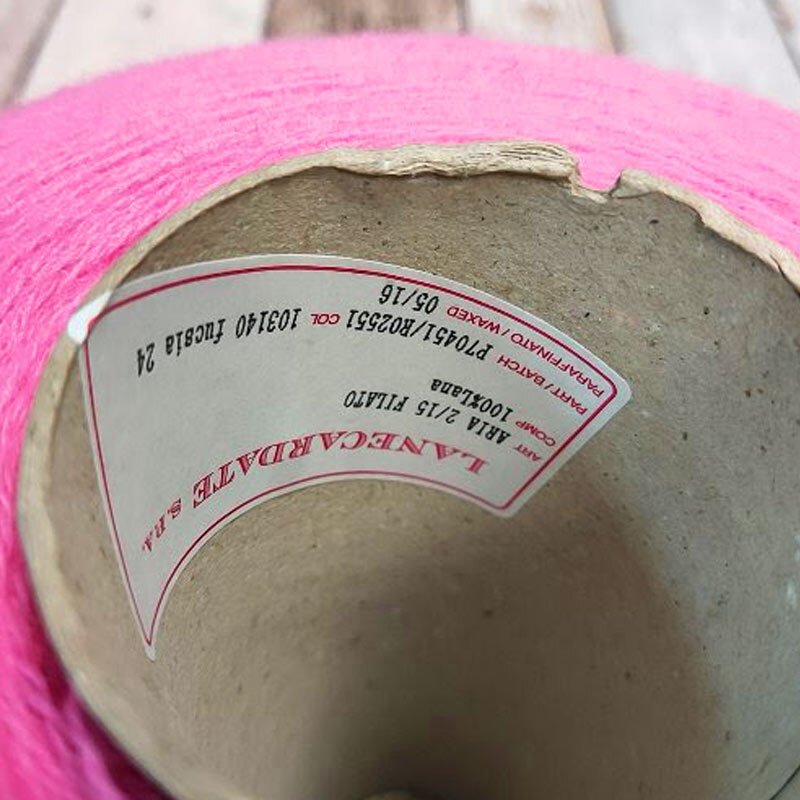 LANECARDATE S.P.A.
ART ARIA 2/15 FILATO
COMP 100%Lana
PART/BATCH P70451/R02551 COL 103140 fucsia 24
PARAFFINATO/WAXED 05/16